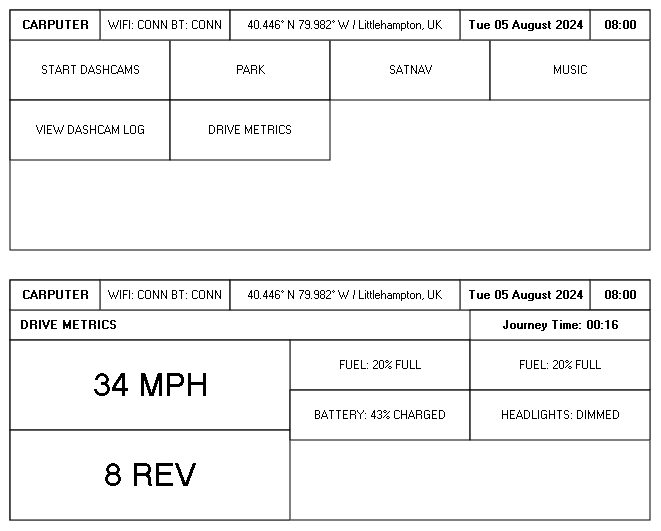 CARPUTER WIFI: CONN BT: CONN 40.446° N 79.982° W / Littlehampton, UK Tue 05 August 2024 08:00
START DASHCAMS PARK SATNAV MUSIC
VIEW DASHCAM LOG DRIVE METRICS
CARPUTER WIFI: CONN BT: CONN 40.446° N 79.982° W / Littlehampton, UK Tue 05 August 2024 08:00
DRIVE METRICS Journey Time: 00:16
34 MPH FUEL: 20% FULL FUEL: 20% FULL
BATTERY: 43% CHARGED HEADLIGHTS: DIMMED
8 REV